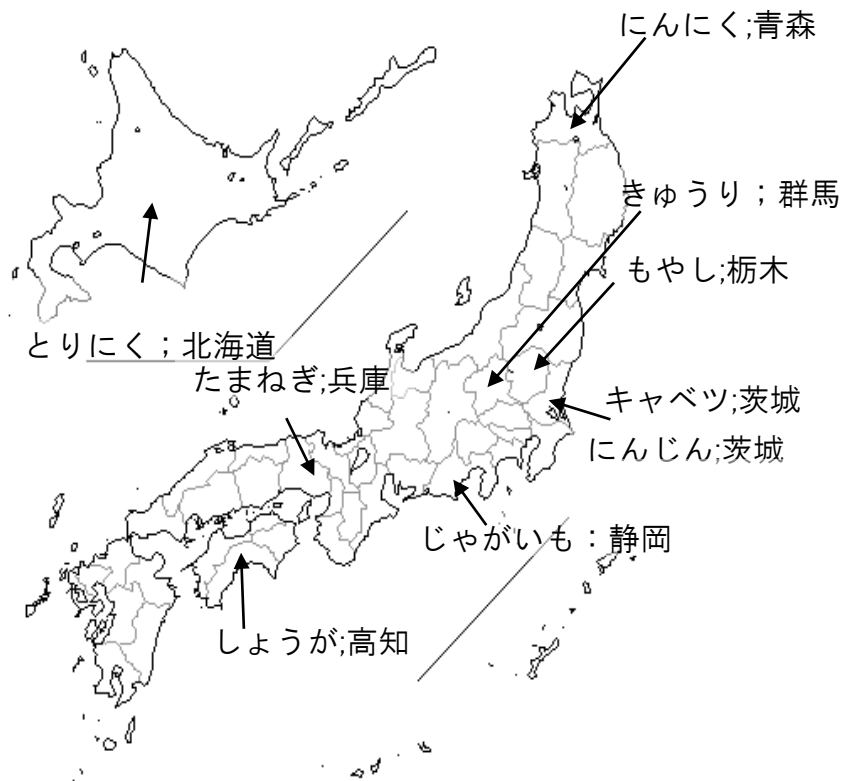 にんにく;青森
きゅうり；群馬
もやし;栃木
とりにく；北海道
たまねぎ;兵庫
キャベツ;茨城
にんじん;茨城
じゃがいも：静岡
しょうが;高知